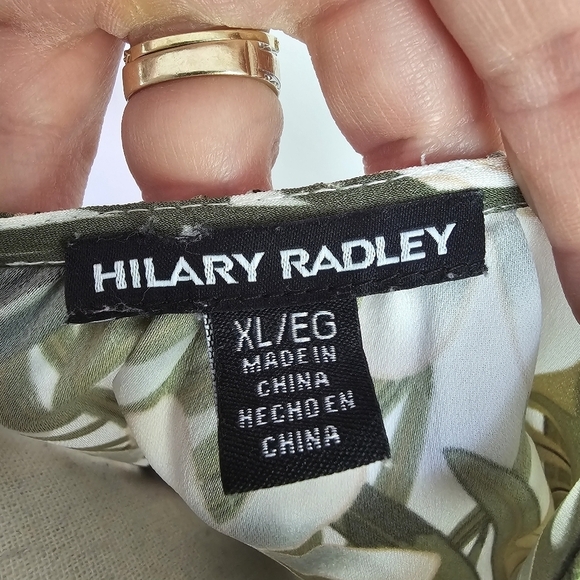 HILARY RADLEY
XL/EG
MADE IN
CHINA
HECHO EN
CHINA